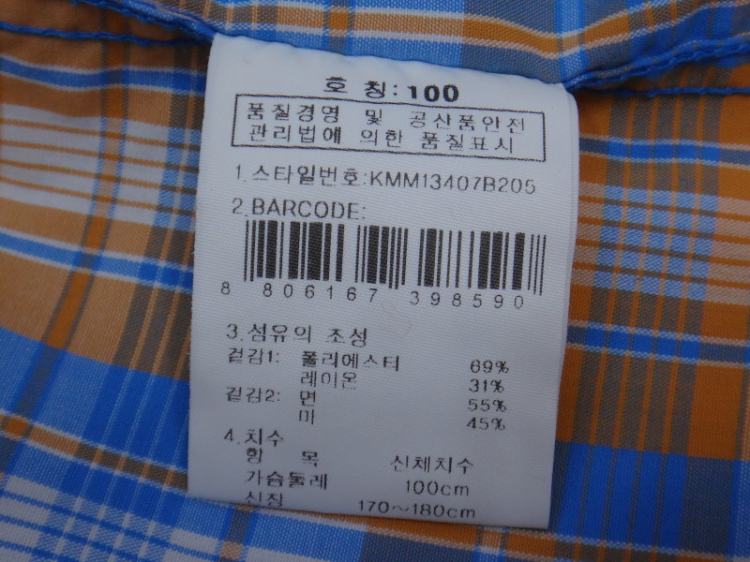 호 칭: 100
품질경영 및 공산품안전
관리법에 의한 품질표시
1.스타일번호:KMM13407B205
2.BARCODE:
8 806167 398590
3.섬유의 조성
겉감1: 폴리에스터 69%
레이온 31%
겉감2: 면 55%
마 45%
4.치수
항 목 신체치수
가슴둘레 100cm
신장 170~180cm